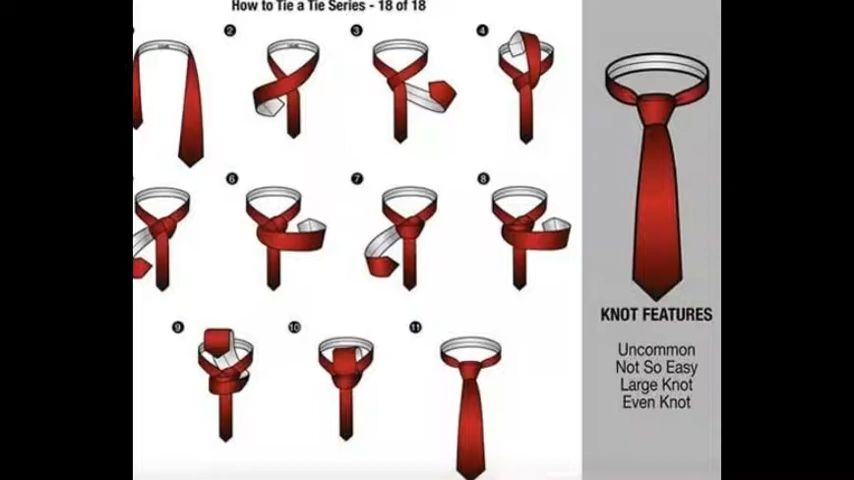 How to Tie a Tie Series - 18 of 18
2
3
4
6
7
8
9
10
11
KNOT FEATURES
Uncommon
Not So Easy
Large Knot
Even Knot